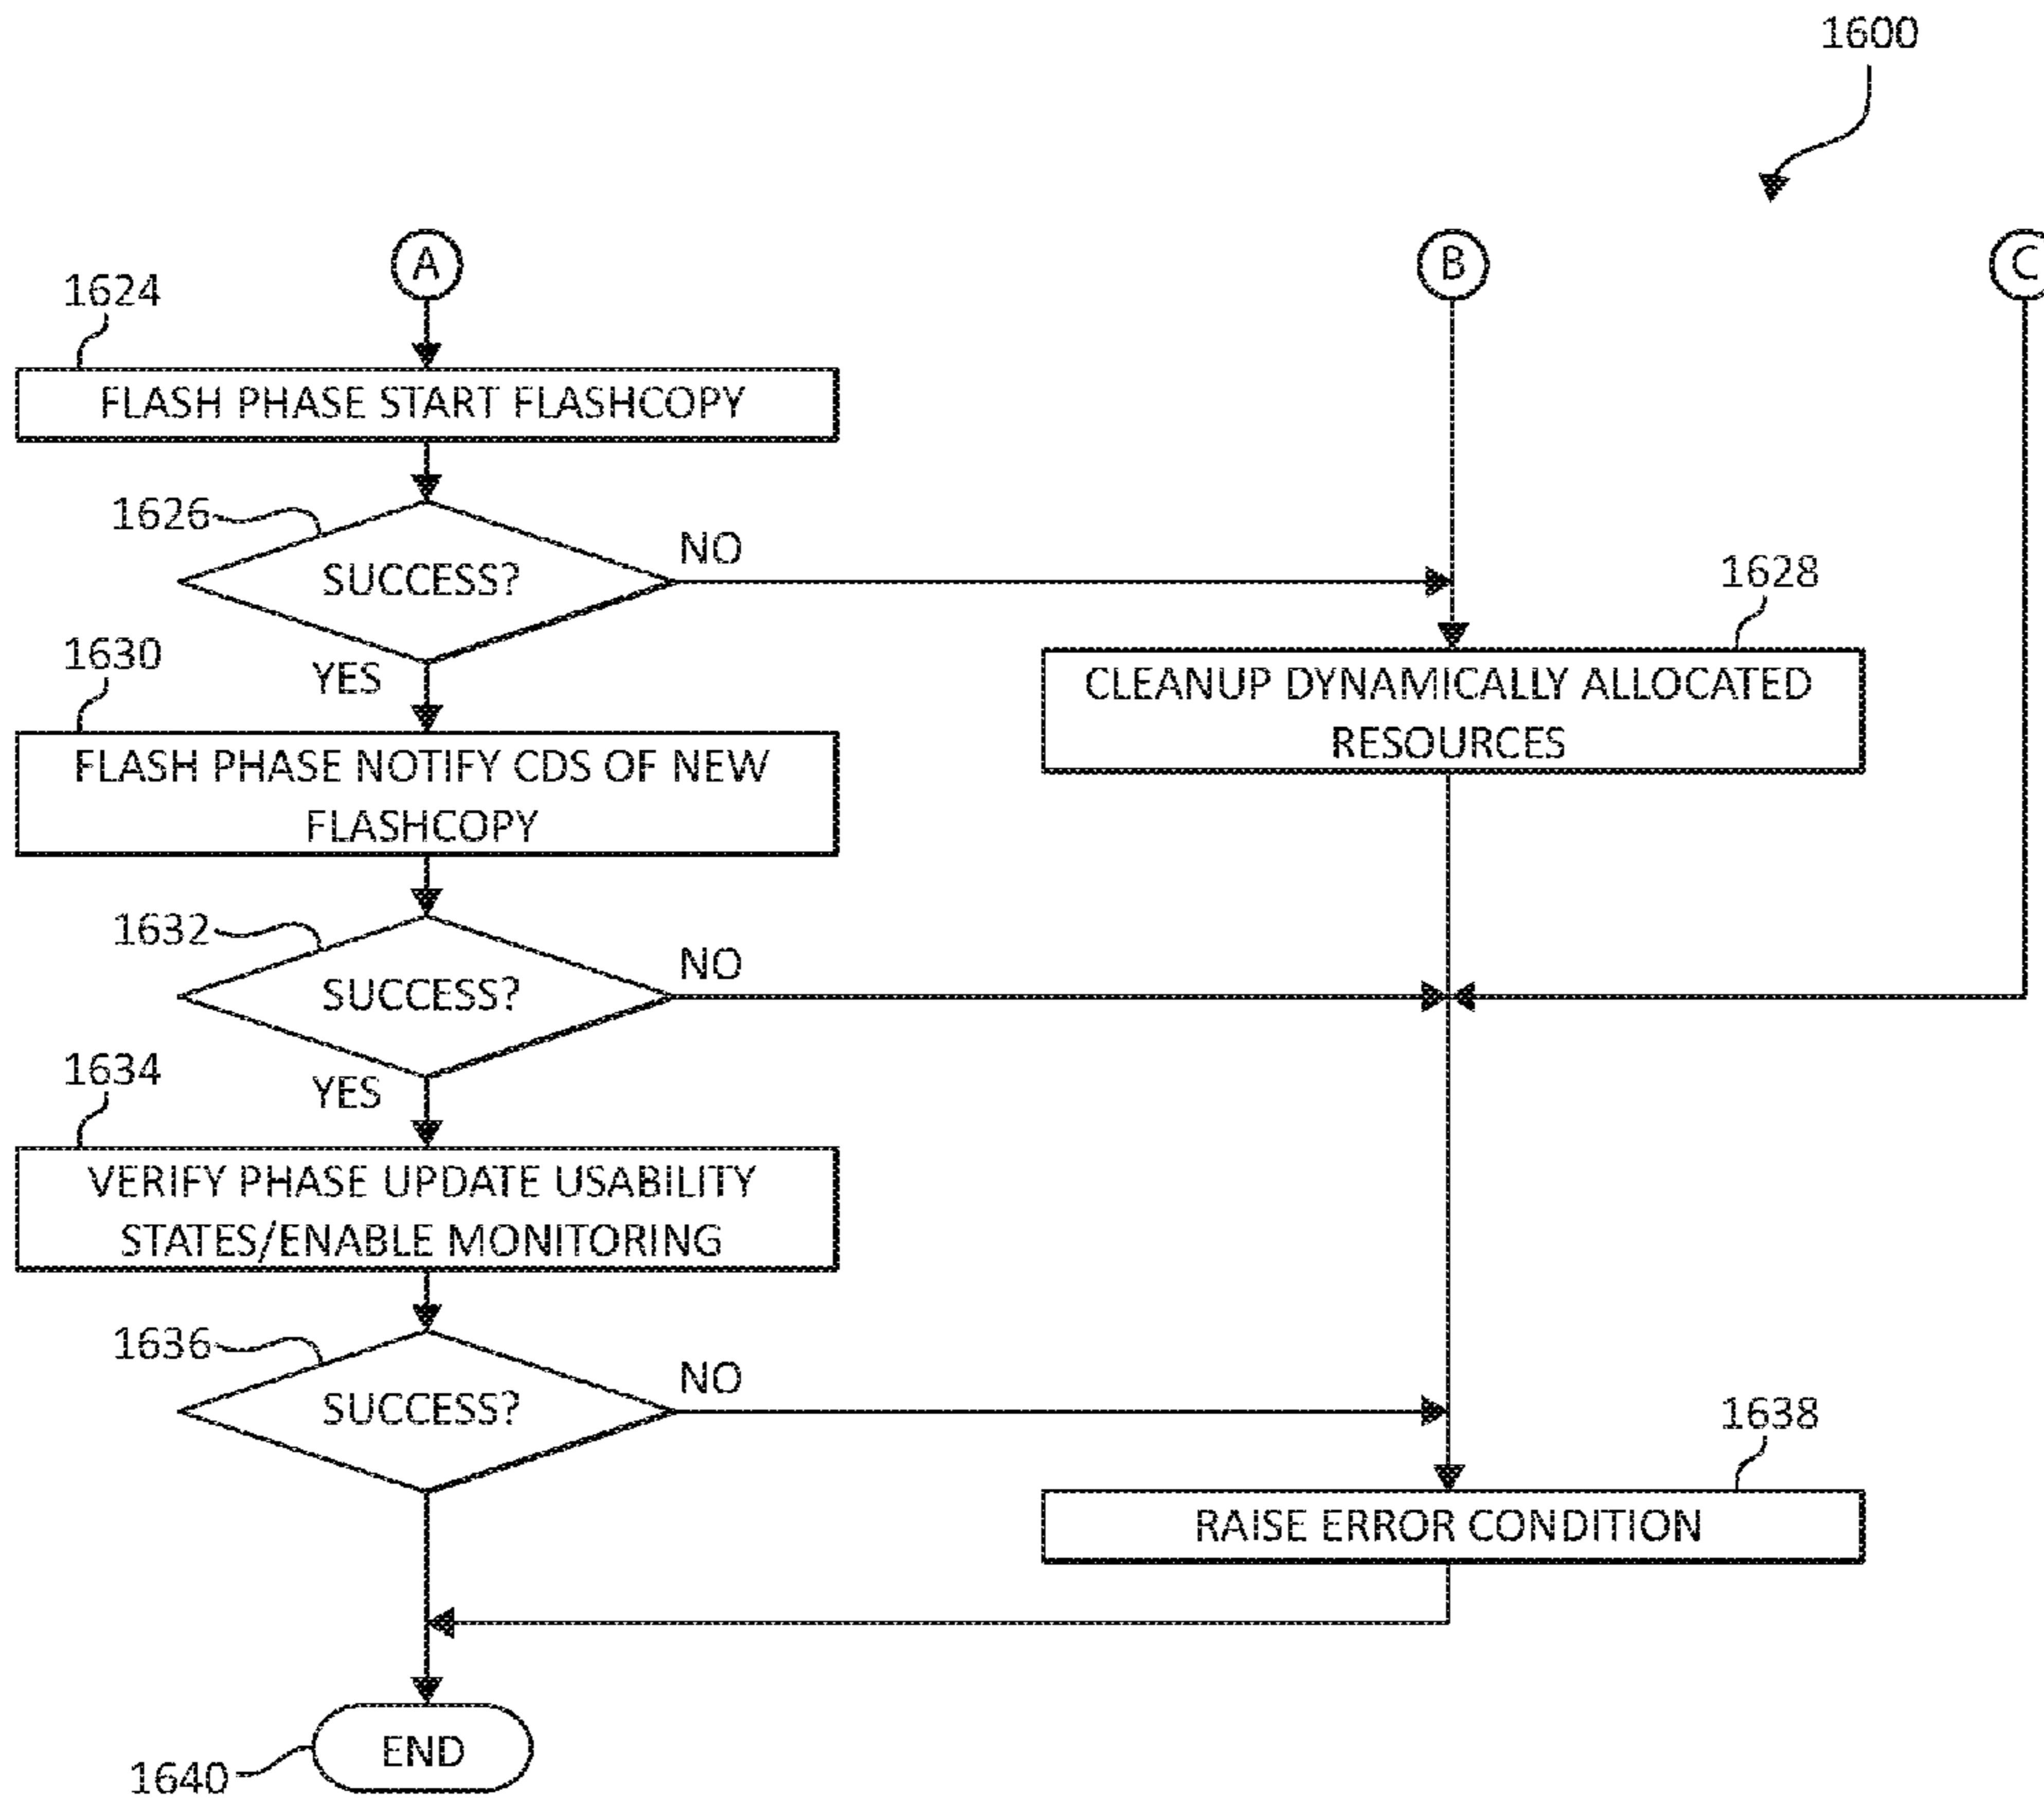 1600
A
B
C
1624
FLASH PHASE START FLASHCOPY
1626
SUCCESS?
NO
YES
1628
CLEANUP DYNAMICALLY ALLOCATED
RESOURCES
1630
FLASH PHASE NOTIFY CDS OF NEW
FLASHCOPY
1632
SUCCESS?
NO
YES
1634
VERIFY PHASE UPDATE USABILITY
STATES/ENABLE MONITORING
1636
SUCCESS?
NO
1638
RAISE ERROR CONDITION
END
1640